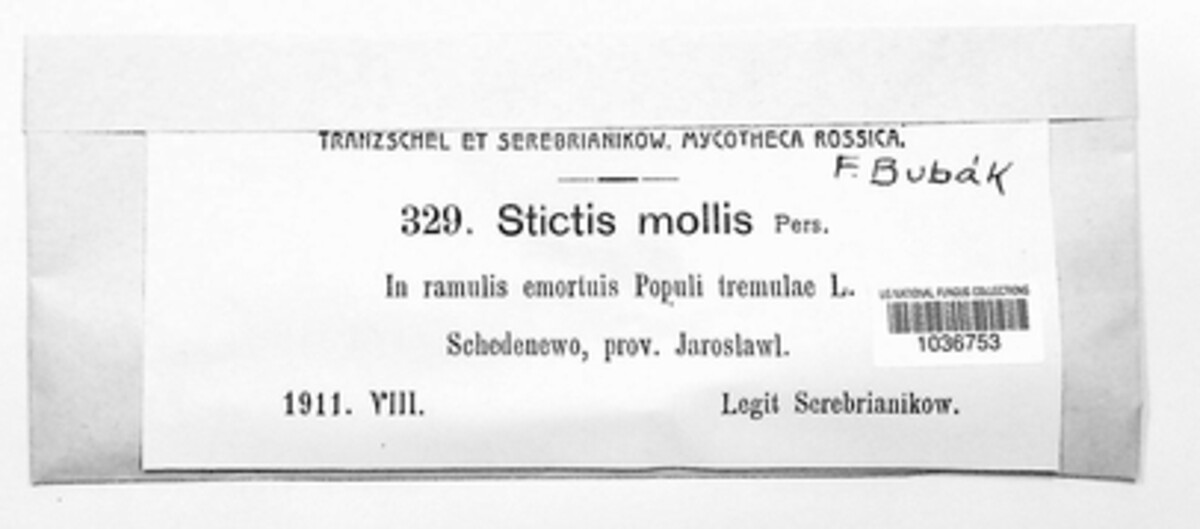 TRANZSCHEL ET SEREBRIANIKOW. MYCOTHECA ROSSICA.
F. Bubák
329. Stictis mollis Pers.
In ramulis emortuis Populi tremulae L.
US NATIONAL FUNGUS COLLECTIONS
1036753
Schedenewo, prov. Jaroslawl.
1911. VIII. Legit Serebrianikow.